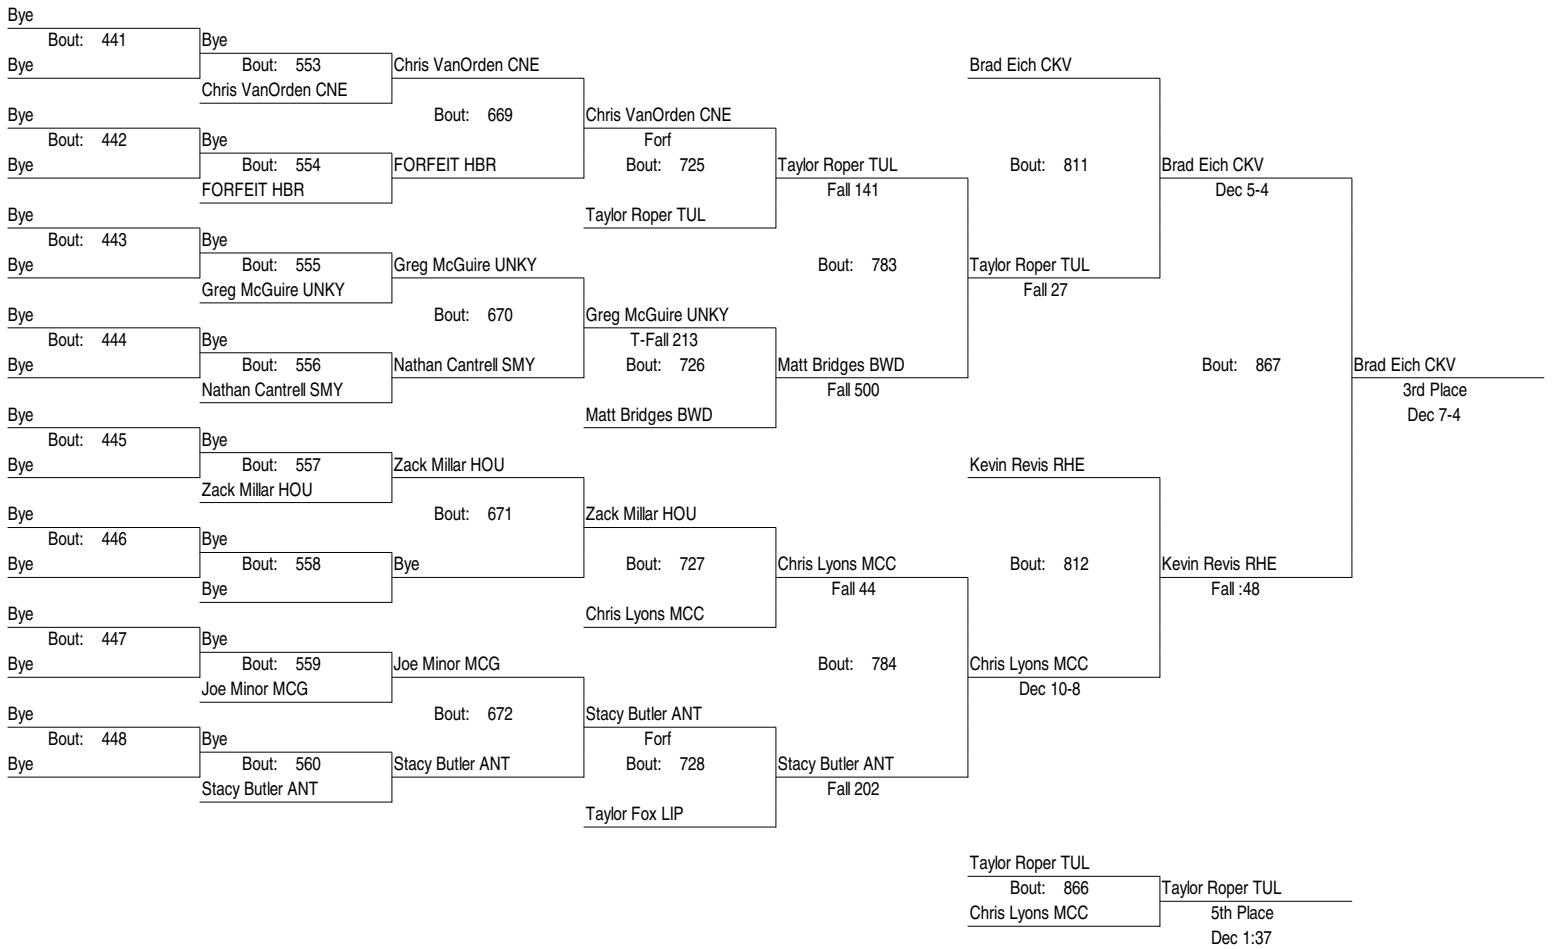 Bye
Bout: 441
Bye
Bye
Bout: 553
Chris VanOrden CNE
Chris VanOrden CNE
Bout: 669
Bye
Bout: 442
Bye
Bye
Bout: 554
FORFEIT HBR
FORFEIT HBR
Chris VanOrden CNE
Forf
Bout: 725
Taylor Roper TUL
Taylor Roper TUL
Fall 141
Bye
Bout: 443
Bye
Bye
Bout: 555
Greg McGuire UNKY
Greg McGuire UNKY
Bout: 670
Bye
Bout: 444
Bye
Bye
Bout: 556
Nathan Cantrell SMY
Nathan Cantrell SMY
Greg McGuire UNKY
T-Fall 213
Bout: 726
Matt Bridges BWD
Matt Bridges BWD
Fall 500
Bout: 783
Brad Eich CKV
Bout: 811
Taylor Roper TUL
Fall 27
Brad Eich CKV
Dec 5-4
Bye
Bout: 445
Bye
Bye
Bout: 557
Zack Millar HOU
Zack Millar HOU
Bout: 671
Bye
Bout: 446
Bye
Bye
Bout: 558
Bye
Bye
Zack Millar HOU
Bout: 727
Chris Lyons MCC
Chris Lyons MCC
Fall 44
Bye
Bout: 447
Bye
Bye
Bout: 559
Joe Minor MCG
Joe Minor MCG
Bout: 672
Bye
Bout: 448
Bye
Bye
Bout: 560
Stacy Butler ANT
Stacy Butler ANT
Stacy Butler ANT
Forf
Bout: 728
Taylor Fox LIP
Stacy Butler ANT
Fall 202
Bout: 784
Kevin Revis RHE
Bout: 812
Chris Lyons MCC
Dec 10-8
Kevin Revis RHE
Fall :48
Bout: 867
Brad Eich CKV
3rd Place
Dec 7-4
Taylor Roper TUL
Bout: 866
Chris Lyons MCC
Taylor Roper TUL
5th Place
Dec 1:37